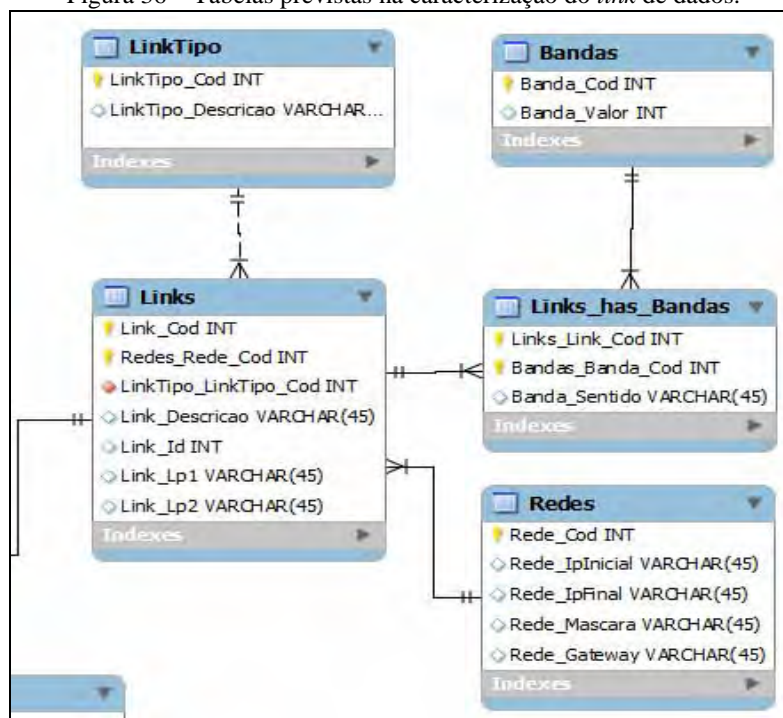 Tabelas previstas na caracterização do link de dados.
LinkTipo
LinkTipo_Cod INT
LinkTipo_Descricao VARCHAR...
Indexes
Bandas
Banda_Cod INT
Banda_Valor INT
Indexes
Links
Link_Cod INT
Redes_Rede_Cod INT
LinkTipo_LinkTipo_Cod INT
Link_Descricao VARCHAR(45)
Link_Id INT
Link_Lp1 VARCHAR(45)
Link_Lp2 VARCHAR(45)
Indexes
Links_has_Bandas
Links_Link_Cod INT
Bandas_Banda_Cod INT
Banda_Sentido VARCHAR(45)
Indexes
Redes
Rede_Cod INT
Rede_IpInicial VARCHAR(45)
Rede_IpFinal VARCHAR(45)
Rede_Mascara VARCHAR(45)
Rede_Gateway VARCHAR(45)
Indexes